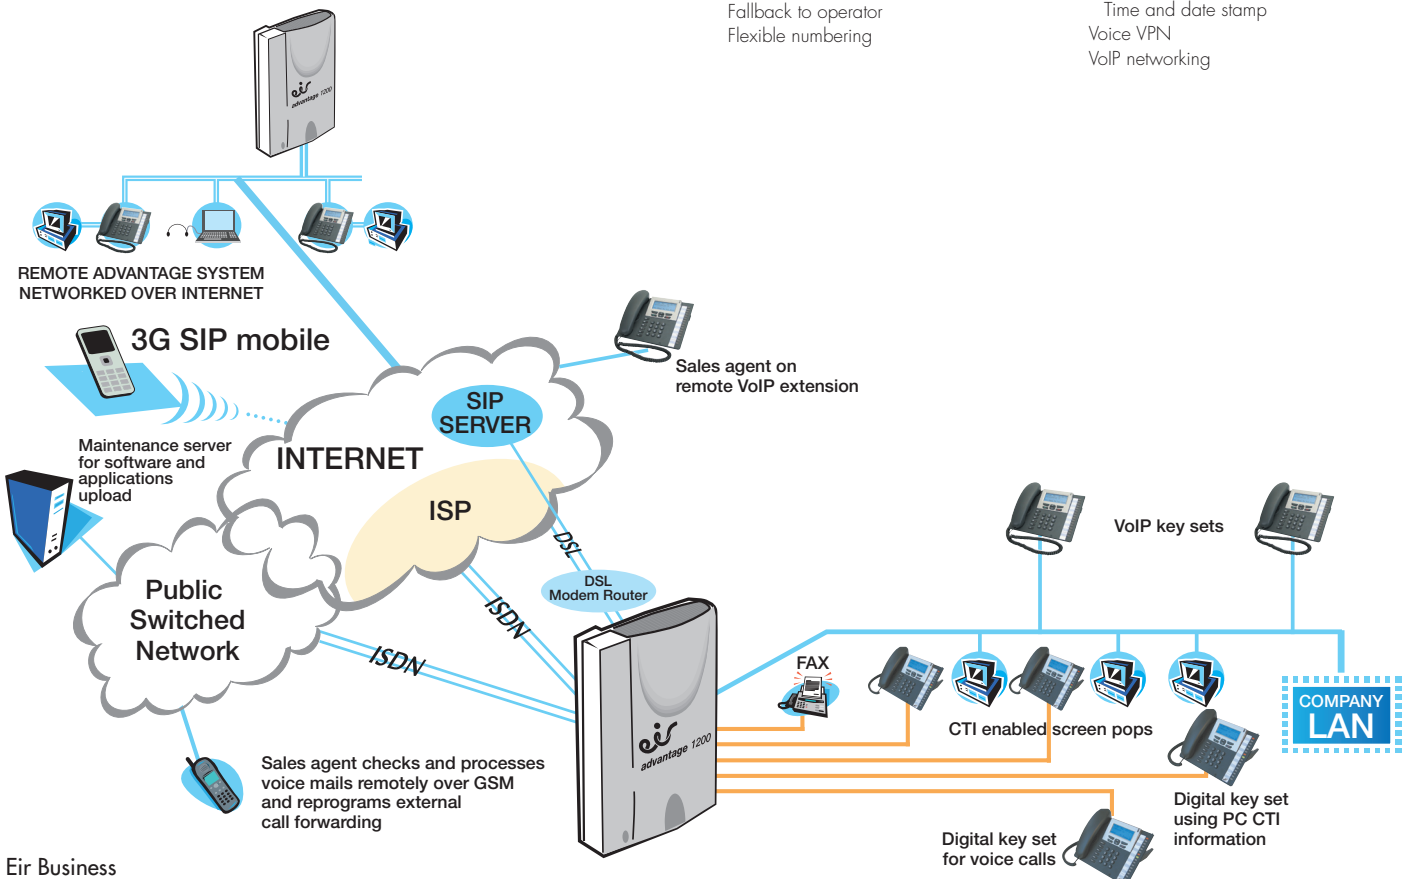 Fallback to operator
Flexible numbering
Time and date stamp
Voice VPN
VoIP networking
eir
advantage 1200
REMOTE ADVANTAGE SYSTEM
NETWORKED OVER INTERNET
3G SIP mobile
Sales agent on
remote VoIP extension
SIP
SERVER
INTERNET
Maintenance server
for software and
applications
upload
ISP
DSL
DSL
Modem Router
VoIP key sets
Public
Switched
Network
ISDN
ISDN
FAX
CTI enabled screen pops
COMPANY
LAN
eir
advantage 1200
Sales agent checks and processes
voice mails remotely over GSM
and reprograms external
call forwarding
Digital key set
using PC CTI
information
Digital key set
for voice calls
Eir Business